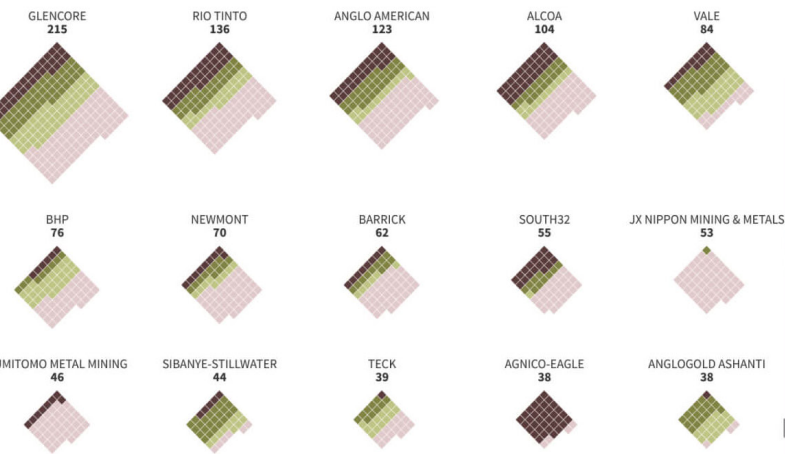 GLENCORE
215
RIO TINTO
136
ANGLO AMERICAN
123
ALCOA
104
VALE
84
BHP
76
NEWMONT
70
BARRICK
62
SOUTH32
55
JX NIPPON MINING & METALS
53
UMITOMO METAL MINING
46
SIBANYE-STILLWATER
44
TECK
39
AGNICO-EAGLE
38
ANGLOGOLD ASHANTI
38